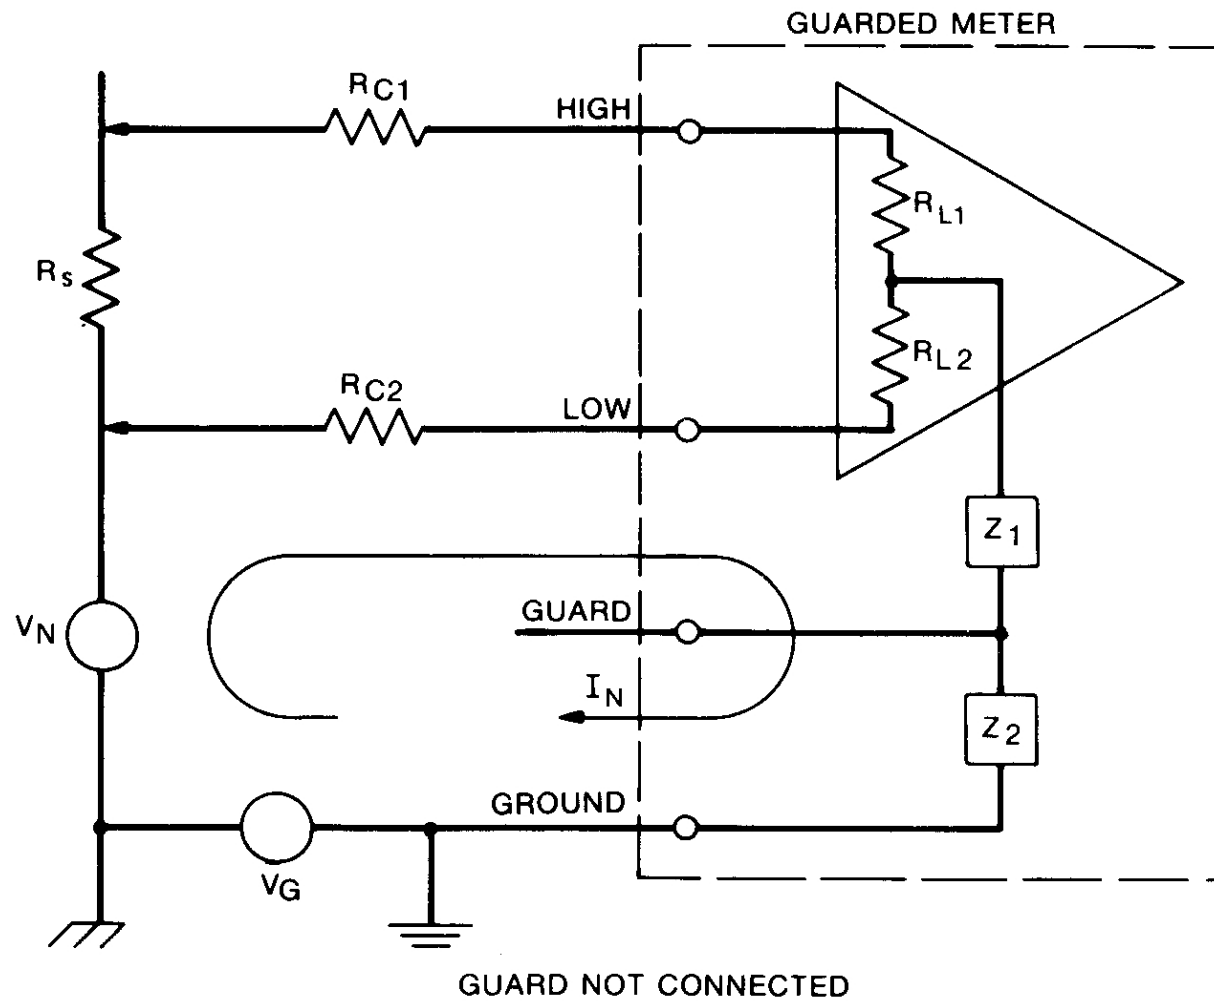 GUARDED METER
RC1
HIGH
RL1
Rs
RL2
RC2
LOW
Z1
GUARD
VN
IN
Z2
GROUND
VG
GUARD NOT CONNECTED